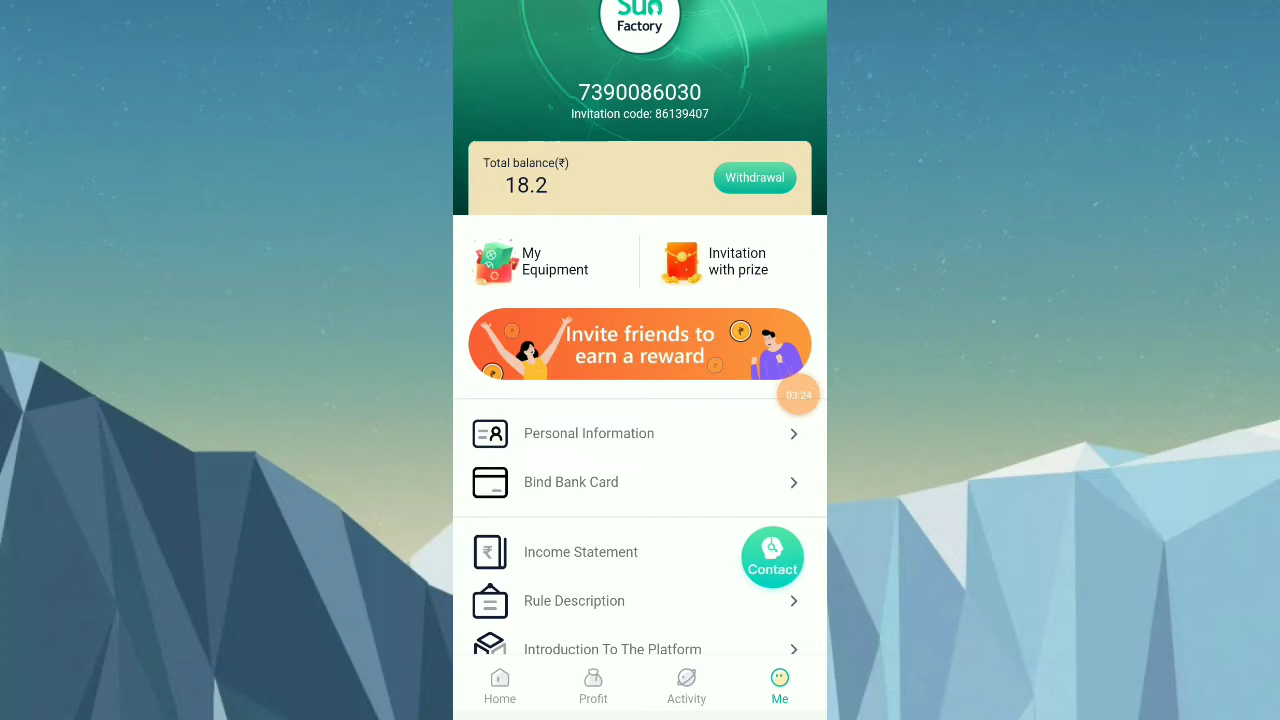 Sun
Factory
7390086030
Invitation code: 86139407
Total balance(₹)
18.2
Withdrawal
My
Equipment
Invitation
with prize
Invite friends to
earn a reward
03:24
Personal Information
Bind Bank Card
Income Statement
Contact
Rule Description
Introduction To The Platform
Home
Profit
Activity
Me